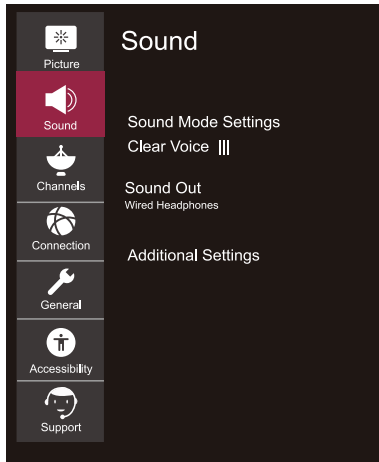 Picture
Sound
Channels
Connection
General
Accessibility
Support
Sound
Sound Mode Settings
Clear Voice |||
Sound Out
Wired Headphones
Additional Settings